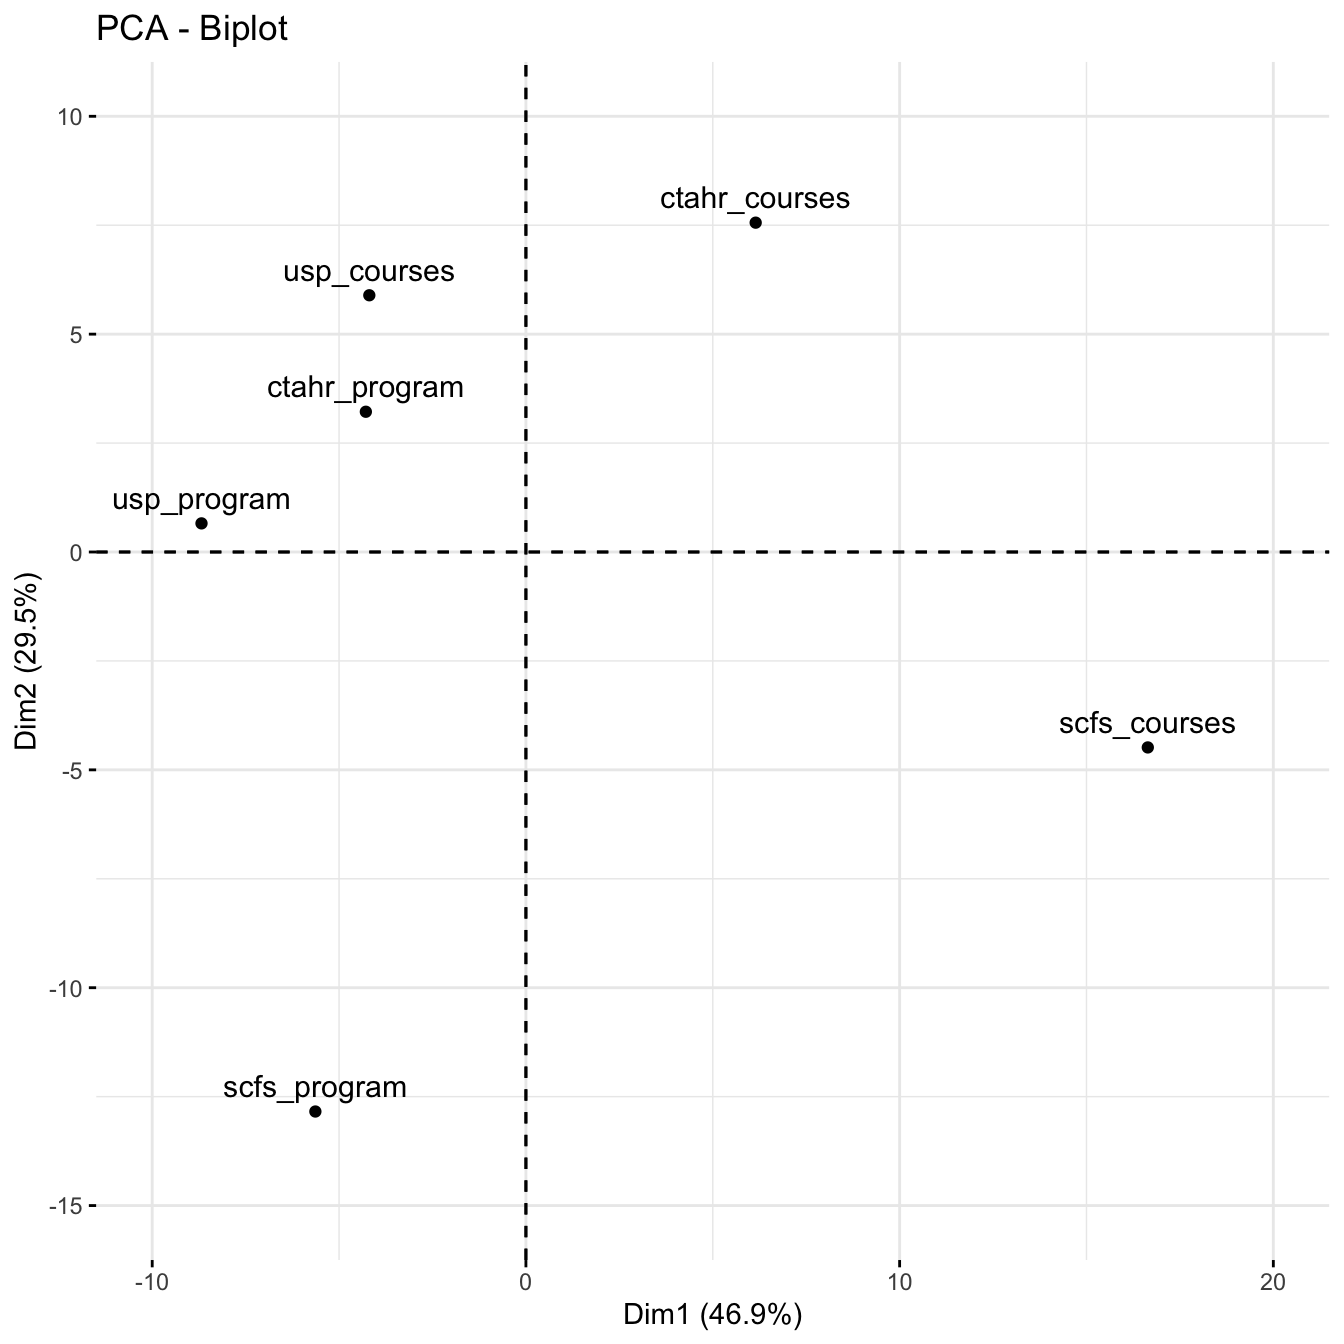 PCA - Biplot
10
ctahr_courses
usp_courses
5
ctahr_program
usp_program
0
Dim2 (29.5%)
scfs_courses
-5
-10
scfs_program
-15
-10
0
10
20
Dim1 (46.9%)